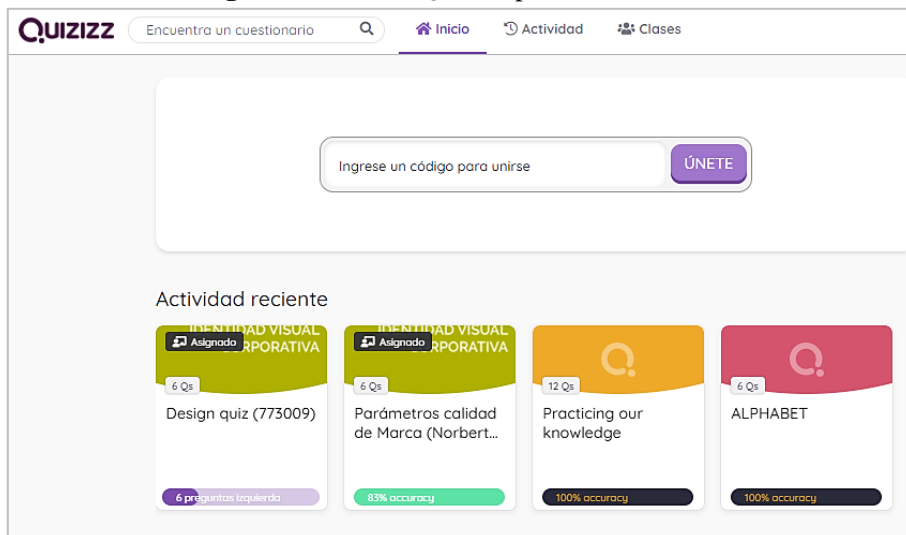 QUIZIZZ
Encuentra un cuestionario
Inicio
Actividad
Clases
Ingrese un código para unirse
ÚNETE
Actividad reciente
IDENTIDAD VISUAL
CORPORATIVA
Asignado
6 Qs
Design quiz (773009)
6 preguntas izquierda
IDENTIDAD VISUAL
CORPORATIVA
Asignado
6 Qs
Parámetros calidad
de Marca (Norbert...
83% accuracy
12 Qs
Practicing our
knowledge
100% accuracy
6 Qs
ALPHABET
100% accuracy